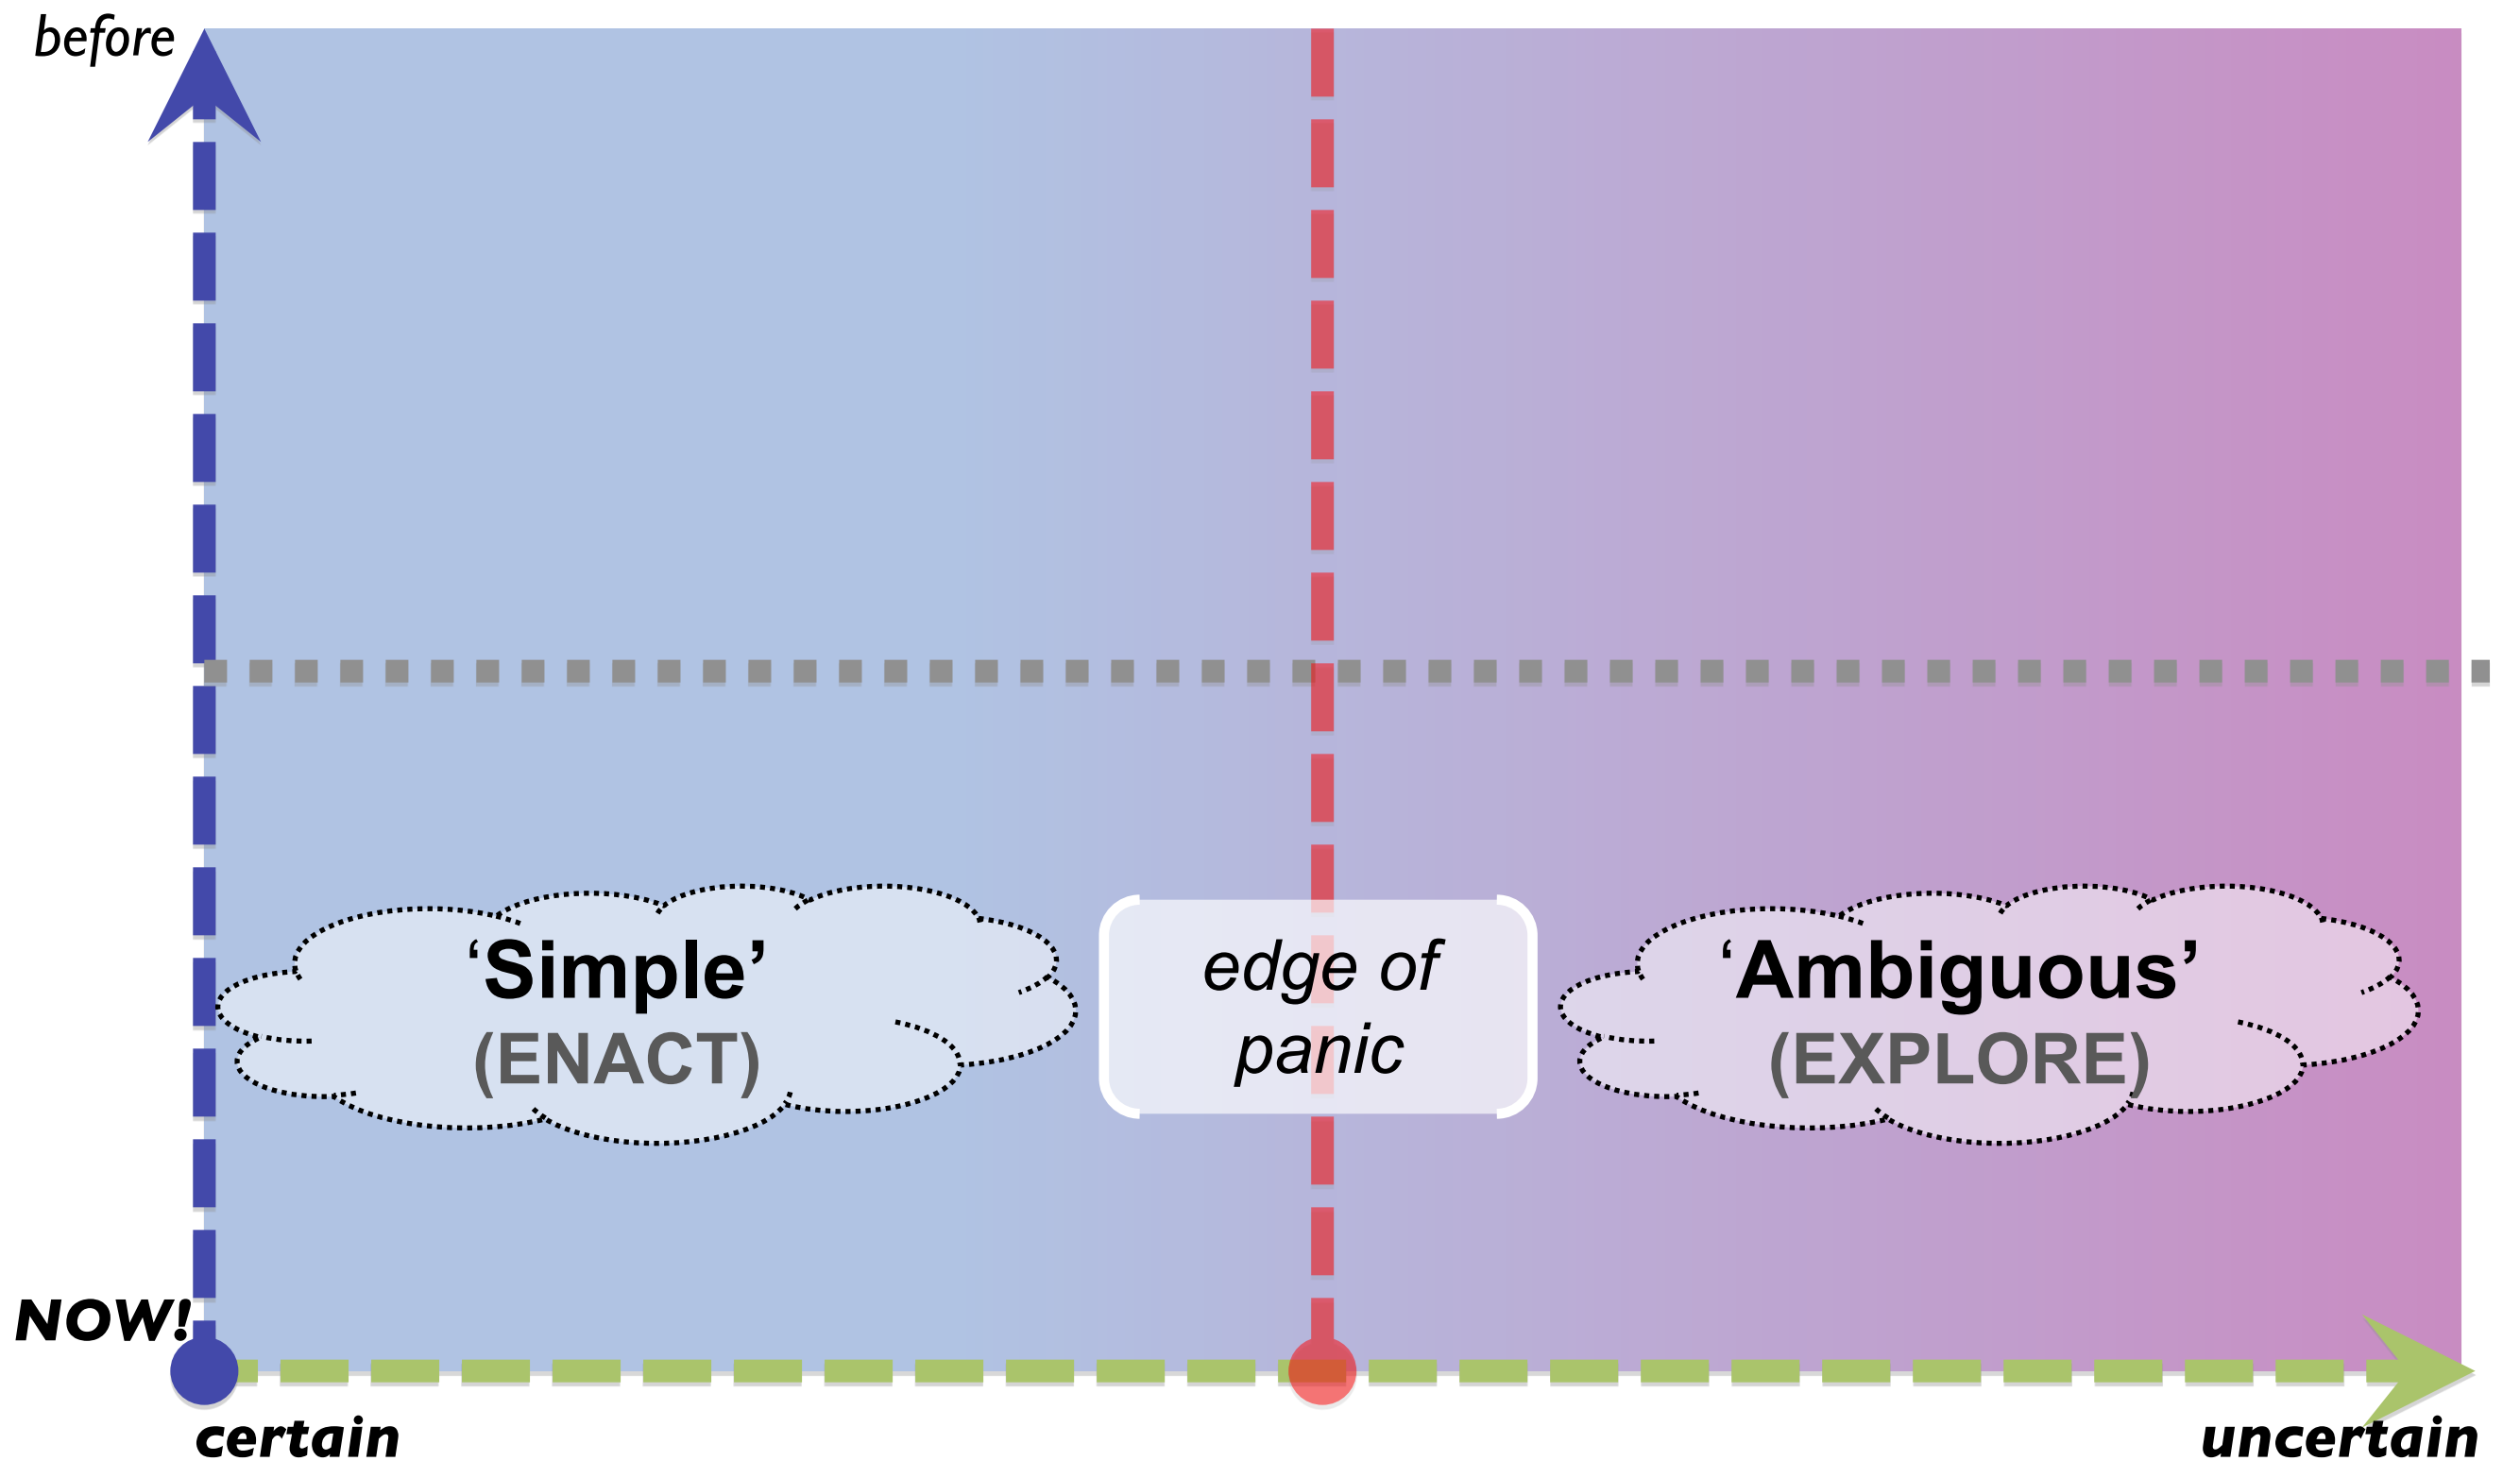 before
‘Simple’
(ENACT)
edge of
panic
‘Ambiguous’
(EXPLORE)
NOW!
certain
uncertain